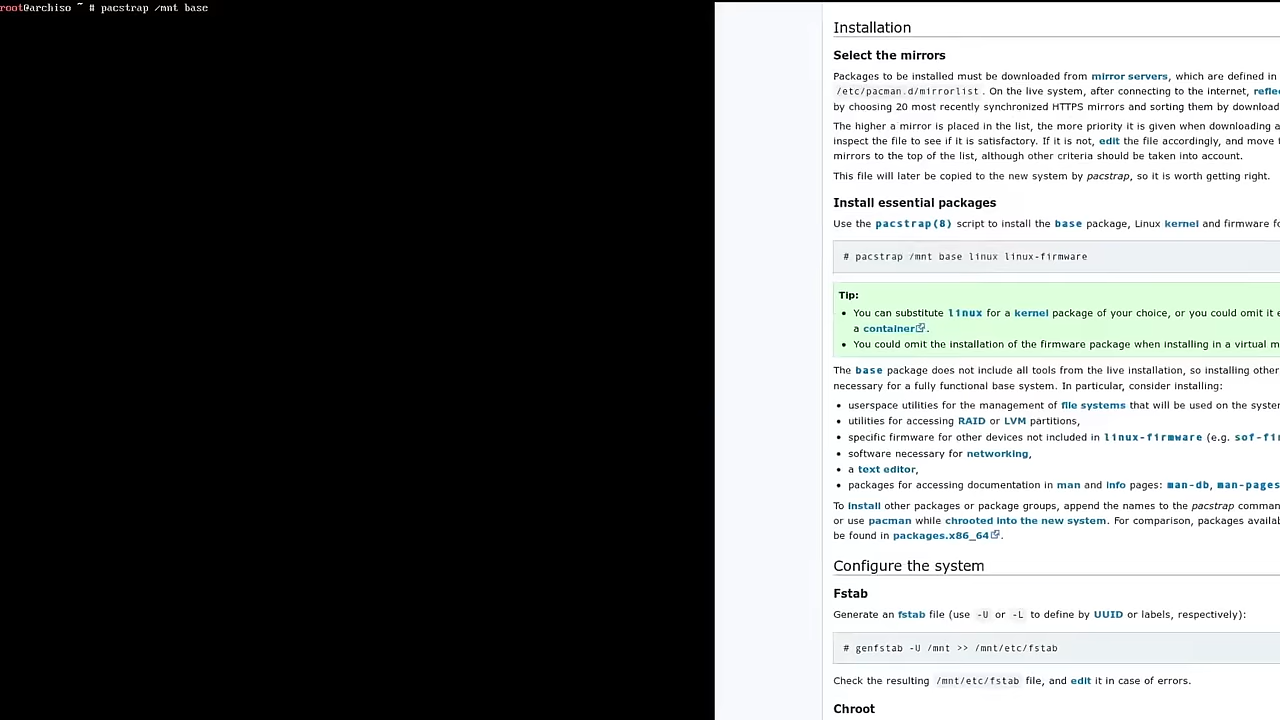 root@archiso ~ # pacstrap /mnt base
Installation
Select the mirrors
Packages to be installed must be downloaded from mirror servers, which are defined in
/etc/pacman.d/mirrorlist. On the live system, after connecting to the internet,
by choosing 20 most recently synchronized HTTPS mirrors and sorting them by
The higher a mirror is placed in the list, the more priority it is given when downloading a
inspect the file to see if it is satisfactory. If it is not, edit the file accordingly, and move
mirrors to the top of the list, although other criteria should be taken into account.
This file will later be copied to the new system by pacstrap, so it is worth getting right.
Install essential packages
Use the pacstrap(8) script to install the base package, Linux kernel and firmware
# pacstrap /mnt base linux linux-firmware
Tip:
• You can substitute linux for a kernel package of your choice, or you could omit it
a container.
• You could omit the installation of the firmware package when installing in a virtual
The base package does not include all tools from the live installation, so installing other
necessary for a fully functional base system. In particular, consider installing:
• userspace utilities for the management of file systems that will be used on the
• utilities for accessing RAID or LVM partitions,
• specific firmware for other devices not included in linux-firmware (e.g.
• software necessary for networking,
• a text editor,
• packages for accessing documentation in man and info pages: man-db, man-pages
To install other packages or package groups, append the names to the pacstrap
or use pacman while chrooted into the new system. For comparison, packages
be found in packages.x86_64.
Configure the system
Fstab
Generate an fstab file (use -U or -L to define by UUID or labels, respectively):
# genfstab -U /mnt >> /mnt/etc/fstab
Check the resulting /mnt/etc/fstab file, and edit it in case of errors.
Chroot